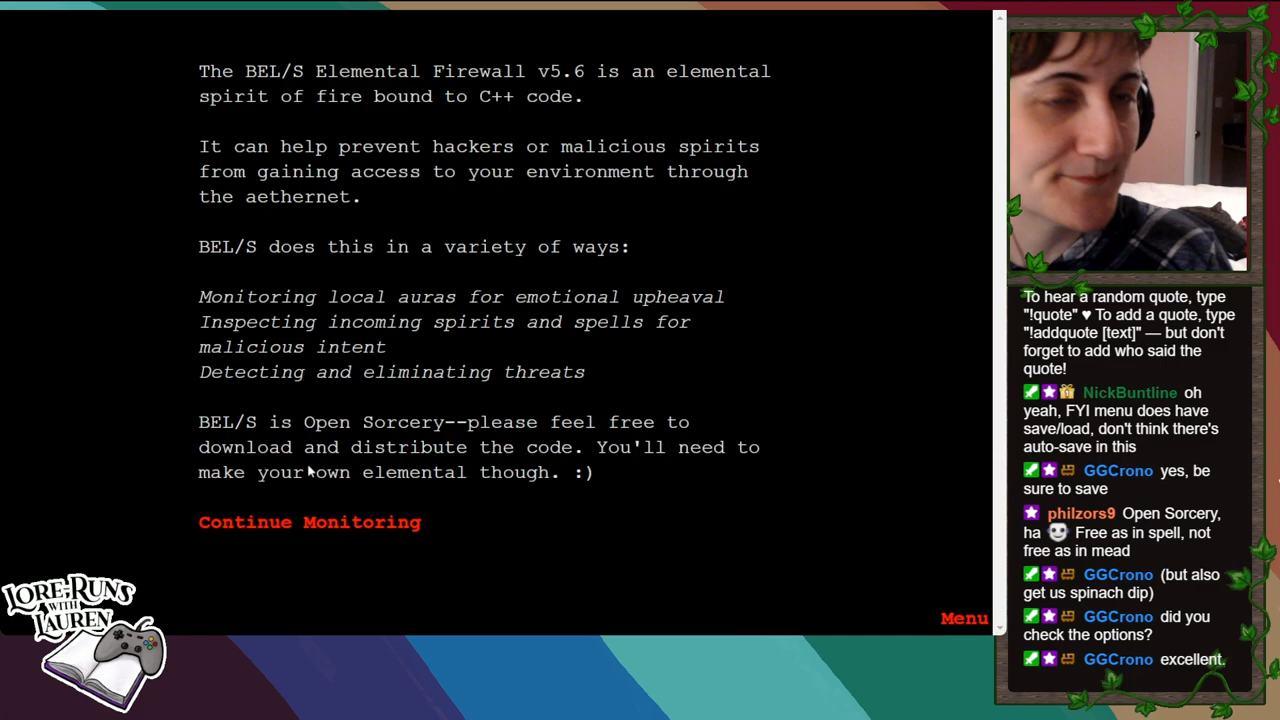 The BEL/S Elemental Firewall v5.6 is an elemental
spirit of fire bound to C++ code.
It can help prevent hackers or malicious spirits
from gaining access to your environment through
the aethernet.
BEL/S does this in a variety of ways:
Monitoring local auras for emotional upheaval
Inspecting incoming spirits and spells for
malicious intent
Detecting and eliminating threats
BEL/S is Open Sorcery--please feel free to
download and distribute the code. You'll need to
make your own elemental though. :)
Continue Monitoring
Menu
LORE-RUNS
WITH
LAUREN
To hear a random quote, type
"!quote" ♥ To add a quote, type
"!addquote [text]" — but don't
forget to add who said the
quote!
NickBuntline oh
yeah, FYI menu does have
save/load, don't think there's
auto-save in this
GGCrono yes, be
sure to save
philzors9 Open Sorcery,
ha Free as in spell, not
free as in mead
GGCrono (but also
get us spinach dip)
GGCrono did you
check the options?
GGCrono excellent.